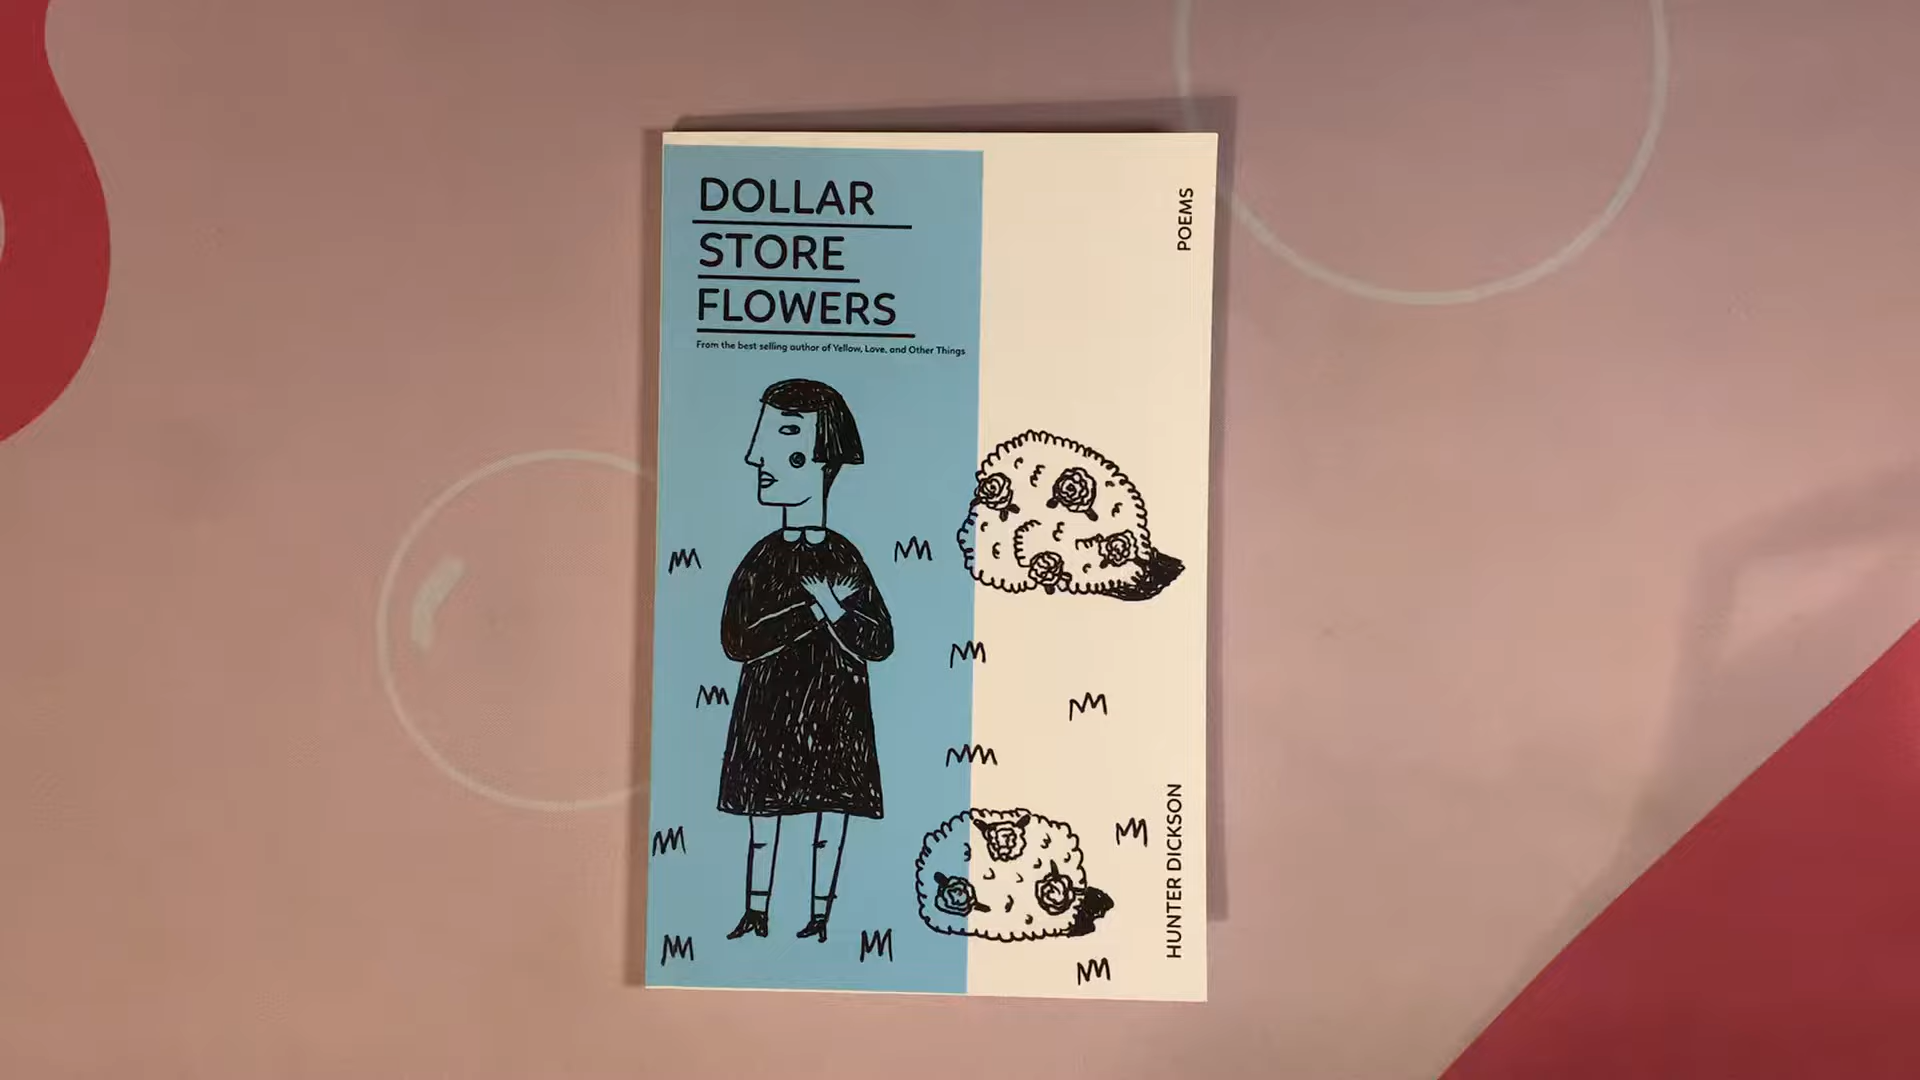 DOLLAR
STORE
FLOWERS
From the best selling author of Yellow, Love, and Other Things
POEMS
HUNTER DICKSON